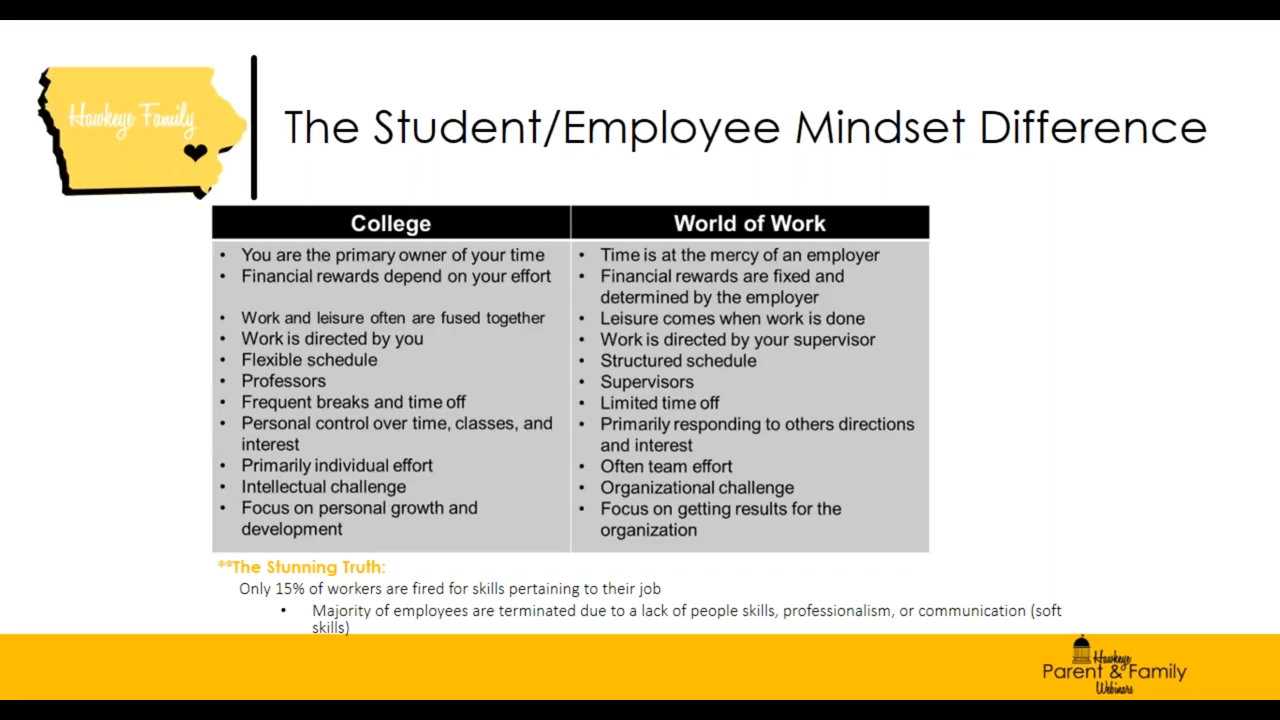 Hawkeye Family
The Student/Employee Mindset Difference
College
• You are the primary owner of your time
• Financial rewards depend on your effort
• Work and leisure often are fused together
• Work is directed by you
• Flexible schedule
• Professors
• Frequent breaks and time off
• Personal control over time, classes, and
interest
• Primarily individual effort
• Intellectual challenge
• Focus on personal growth and
development
World of Work
• Time is at the mercy of an employer
• Financial rewards are fixed and
determined by the employer
• Leisure comes when work is done
• Work is directed by your supervisor
• Structured schedule
• Supervisors
• Limited time off
• Primarily responding to others directions
and interest
• Often team effort
• Organizational challenge
• Focus on getting results for the
organization
**The Stunning Truth:
Only 15% of workers are fired for skills pertaining to their job
• Majority of employees are terminated due to a lack of people skills, professionalism, or communication (soft
skills)
Hawkeye
Parent & Family
Webinars